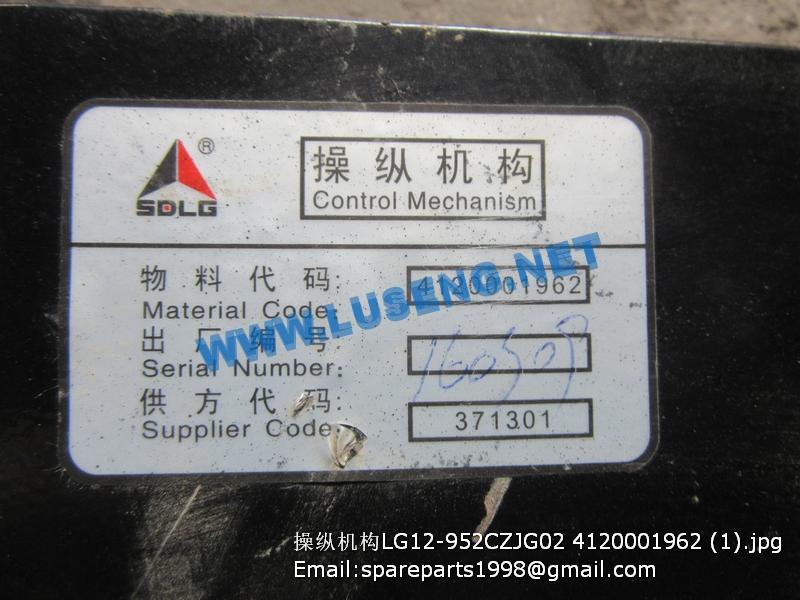 ®
SDLG
操纵机构
Control Mechanism
物料代码:
4120001962
Material Code:
出厂编号:
160509
Serial Number:
供方代码:
371301
Supplier Code:
WWW.LUSENG.NET
操纵机构LG12-952CZJG02 4120001962 (1).jpg
Email:spareparts1998@gmail.com